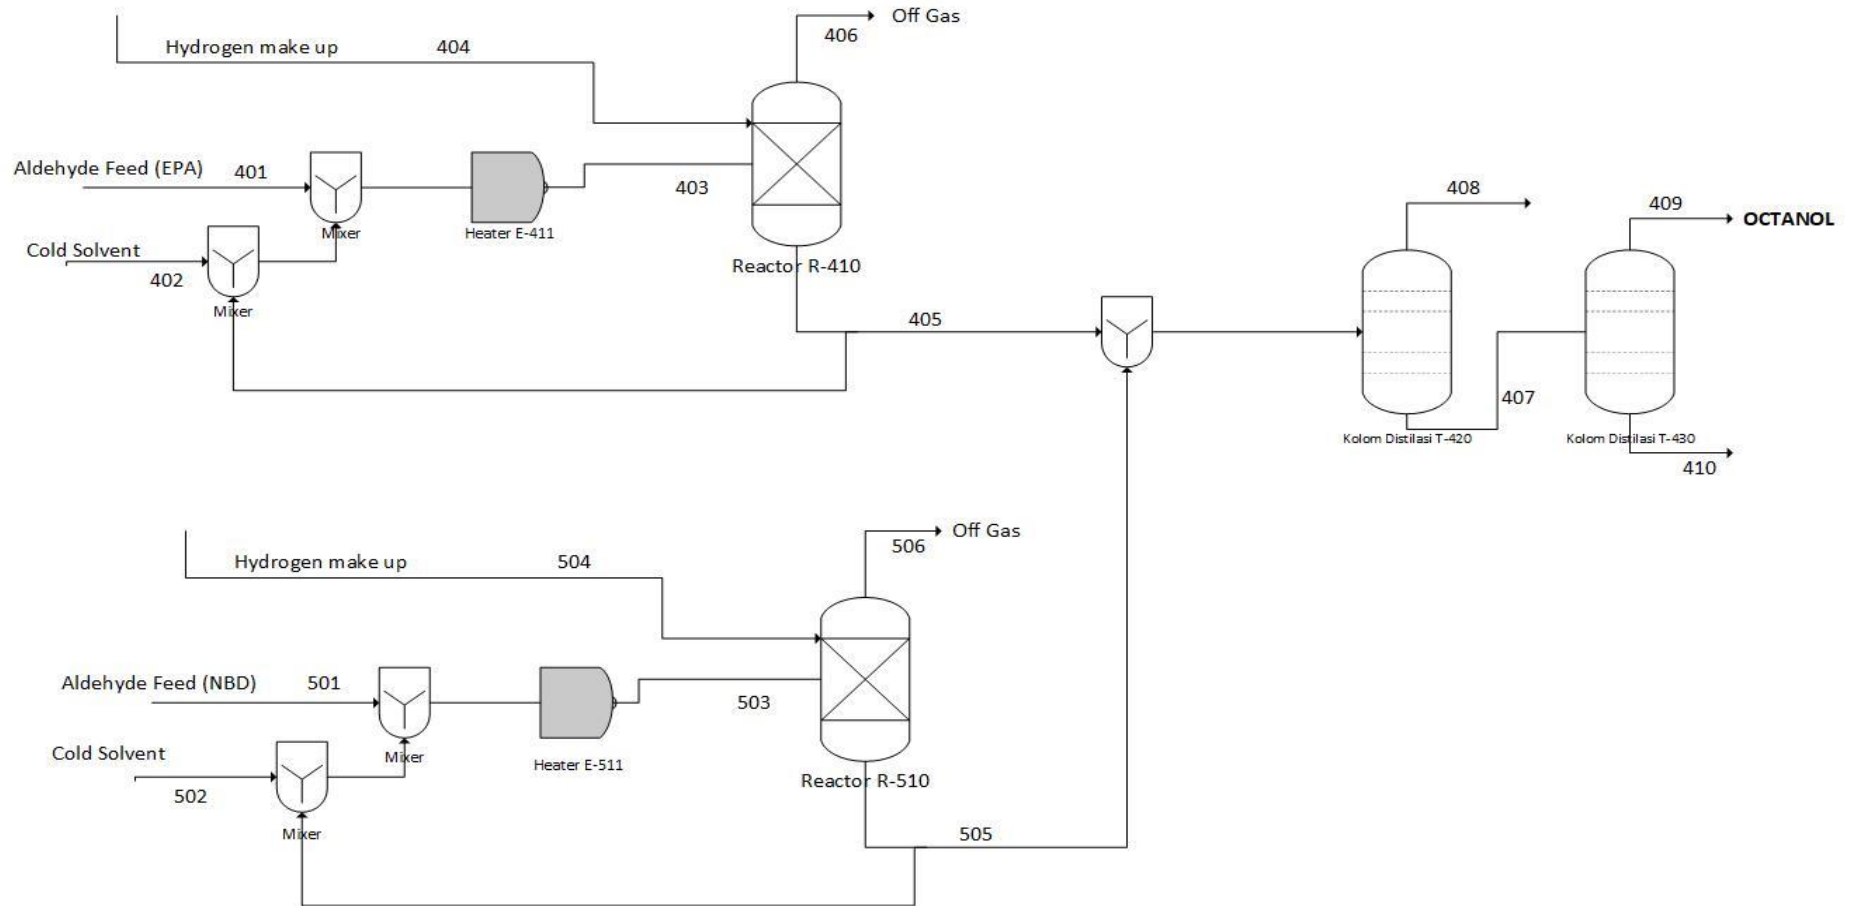 Off Gas
406
Hydrogen make up
404
Aldehyde Feed (EPA)
401
Mixer
Heater E-411
403
Cold Solvent
402
Mixer
Reactor R-410
405
408
409
OCTANOL
407
Kolom Distilasi T-420
Kolom Distilasi T-430
410
Off Gas
506
Hydrogen make up
504
Aldehyde Feed (NBD)
501
Mixer
Heater E-511
503
Cold Solvent
502
Mixer
Reactor R-510
505